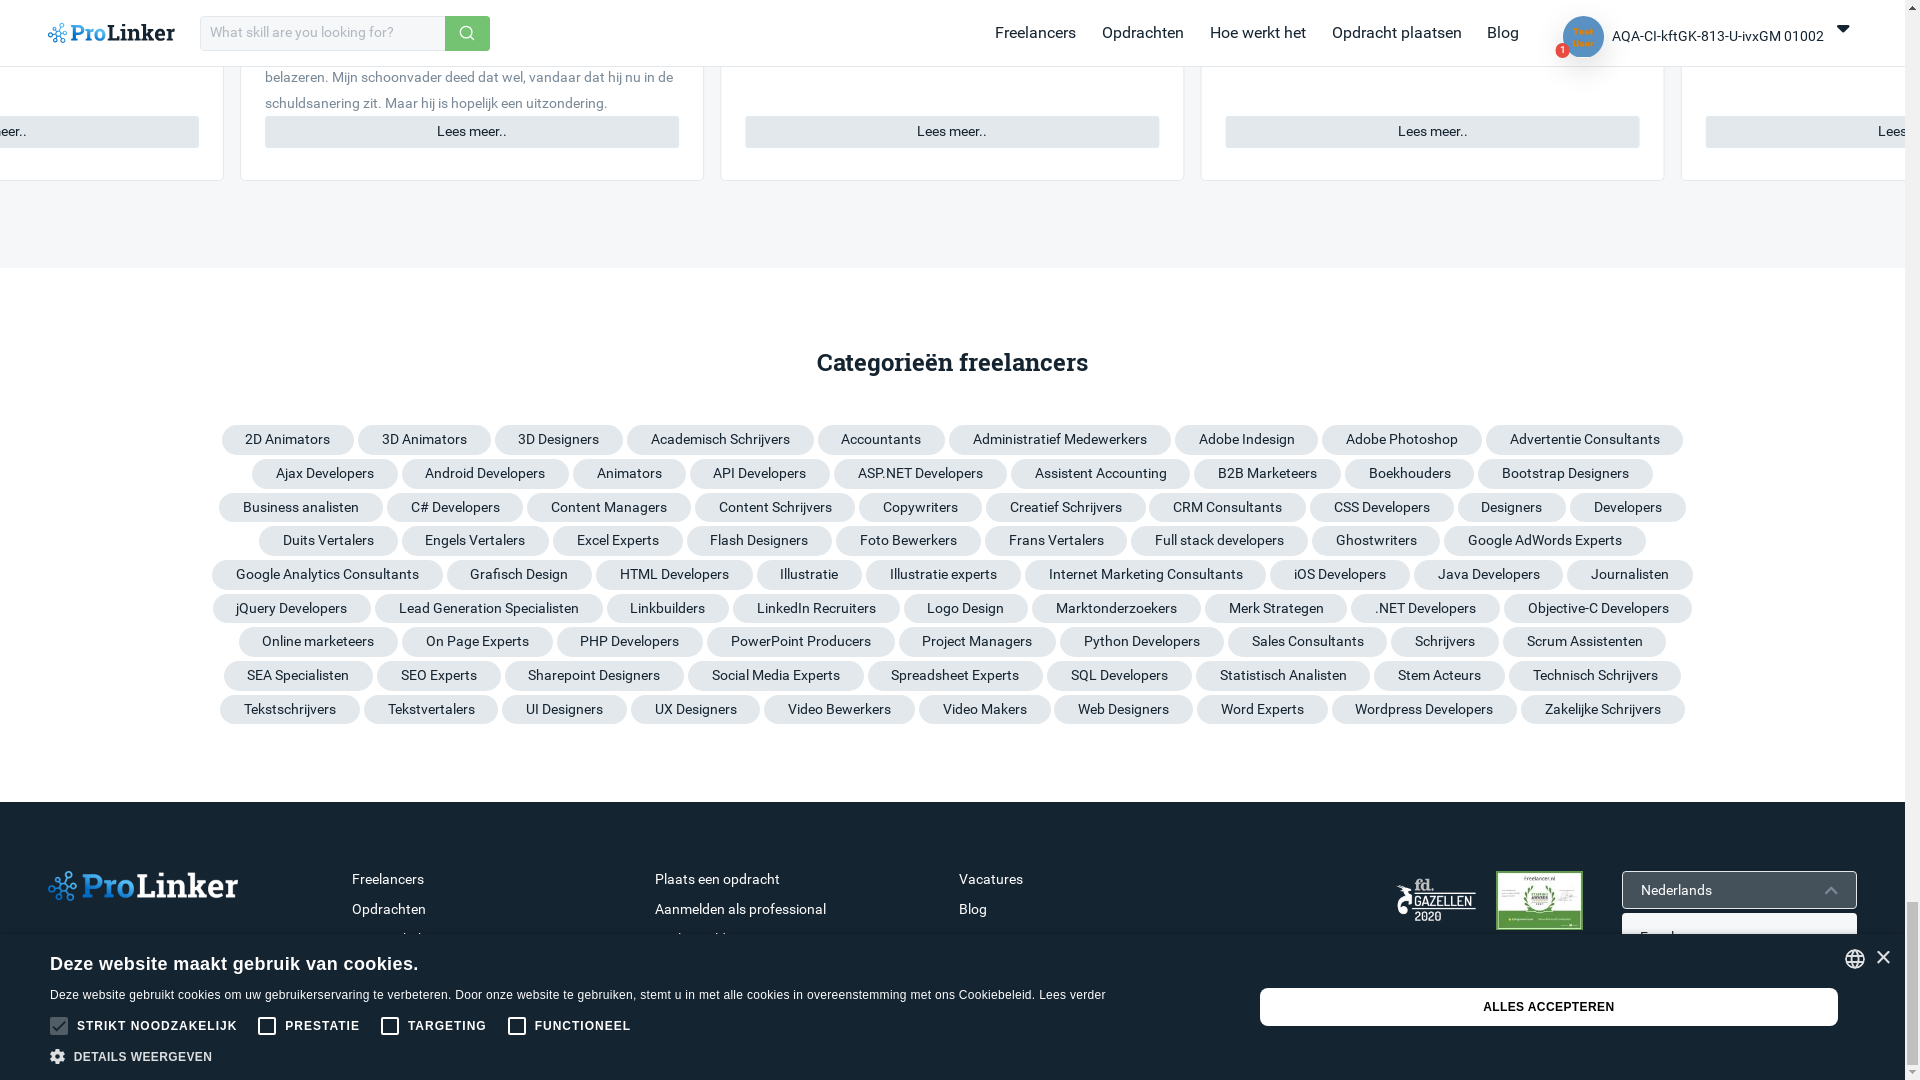 ProLinker
What skill are you looking for?
Freelancers
Opdrachten
Hoe werkt het
Opdracht plaatsen
Blog
Test User
1
AQA-CI-kftGK-813-U-ivxGM 01002
belazeren. Mijn schoonvader deed dat wel, vandaar dat hij nu in de
schuldsanering zit. Maar hij is hopelijk een uitzondering.
eer..
Lees meer..
Lees meer..
Lees meer..
Lees
Categorieën freelancers
2D Animators
3D Animators
3D Designers
Academisch Schrijvers
Accountants
Administratief Medewerkers
Adobe Indesign
Adobe Photoshop
Advertentie Consultants
Ajax Developers
Android Developers
Animators
API Developers
ASP.NET Developers
Assistent Accounting
B2B Marketeers
Boekhouders
Bootstrap Designers
Business analisten
C# Developers
Content Managers
Content Schrijvers
Copywriters
Creatief Schrijvers
CRM Consultants
CSS Developers
Designers
Developers
Duits Vertalers
Engels Vertalers
Excel Experts
Flash Designers
Foto Bewerkers
Frans Vertalers
Full stack developers
Ghostwriters
Google AdWords Experts
Google Analytics Consultants
Grafisch Design
HTML Developers
Illustratie
Illustratie experts
Internet Marketing Consultants
iOS Developers
Java Developers
Journalisten
jQuery Developers
Lead Generation Specialisten
Linkbuilders
LinkedIn Recruiters
Logo Design
Marktonderzoekers
Merk Strategen
.NET Developers
Objective-C Developers
Online marketeers
On Page Experts
PHP Developers
PowerPoint Producers
Project Managers
Python Developers
Sales Consultants
Schrijvers
Scrum Assistenten
SEA Specialisten
SEO Experts
Sharepoint Designers
Social Media Experts
Spreadsheet Experts
SQL Developers
Statistisch Analisten
Stem Acteurs
Technisch Schrijvers
Tekstschrijvers
Tekstvertalers
UI Designers
UX Designers
Video Bewerkers
Video Makers
Web Designers
Word Experts
Wordpress Developers
Zakelijke Schrijvers
ProLinker
Freelancers
Opdrachten
Plaats een opdracht
Aanmelden als professional
Vacatures
Blog
fd.
GAZELLEN
2020
Freelancer.nl
Nederlands
Deze website maakt gebruik van cookies.
Deze website gebruikt cookies om uw gebruikerservaring te verbeteren. Door onze website te gebruiken, stemt u in met alle cookies in overeenstemming met ons Cookiebeleid. Lees verder
STRIKT NOODZAKELIJK
PRESTATIE
TARGETING
FUNCTIONEEL
DETAILS WEERGEVEN
ALLES ACCEPTEREN
×